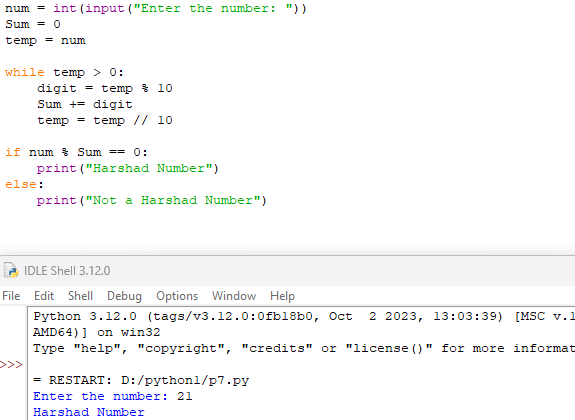 num = int(input("Enter the number: "))
Sum = 0
temp = num
while temp > 0:
    digit = temp % 10
    Sum += digit
    temp = temp // 10
if num % Sum == 0:
    print("Harshad Number")
else:
    print("Not a Harshad Number")
IDLE Shell 3.12.0
File Edit Shell Debug Options Window Help
Python 3.12.0 (tags/v3.12.0:0fb18b0, Oct  2 2023, 13:03:39) [MSC v.1
AMD64)] on win32
Type "help", "copyright", "credits" or "license()" for more informat
>>>
= RESTART: D:/python1/p7.py
Enter the number: 21
Harshad Number